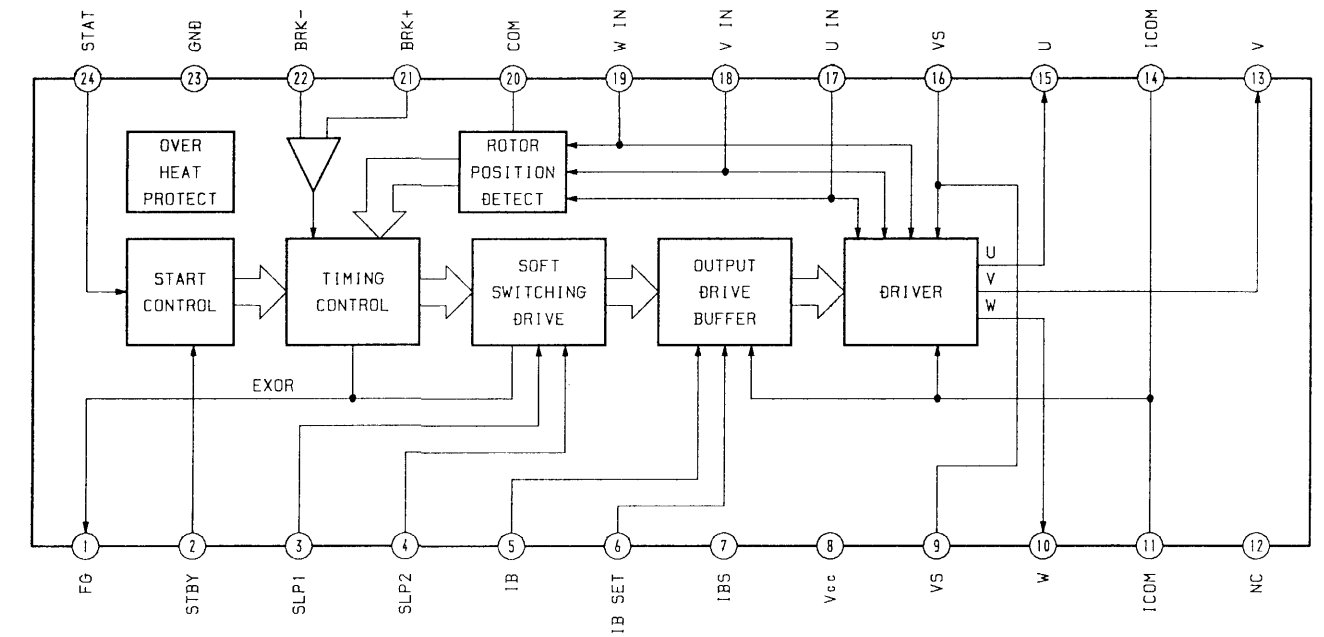 STAT
GND
BRK-
BRK+
COM
W IN
V IN
U IN
VS
U
ICOM
V
24
23
22
21
20
19
18
17
16
15
14
13
OVER
HEAT
PROTECT
ROTOR
POSITION
DETECT
START
CONTROL
TIMING
CONTROL
SOFT
SWITCHING
DRIVE
OUTPUT
DRIVE
BUFFER
DRIVER
U
V
W
EXOR
1
2
3
4
5
6
7
8
9
10
11
12
FG
STBY
SLP1
SLP2
IB
IB SET
IBS
Vcc
VS
W
ICOM
NC